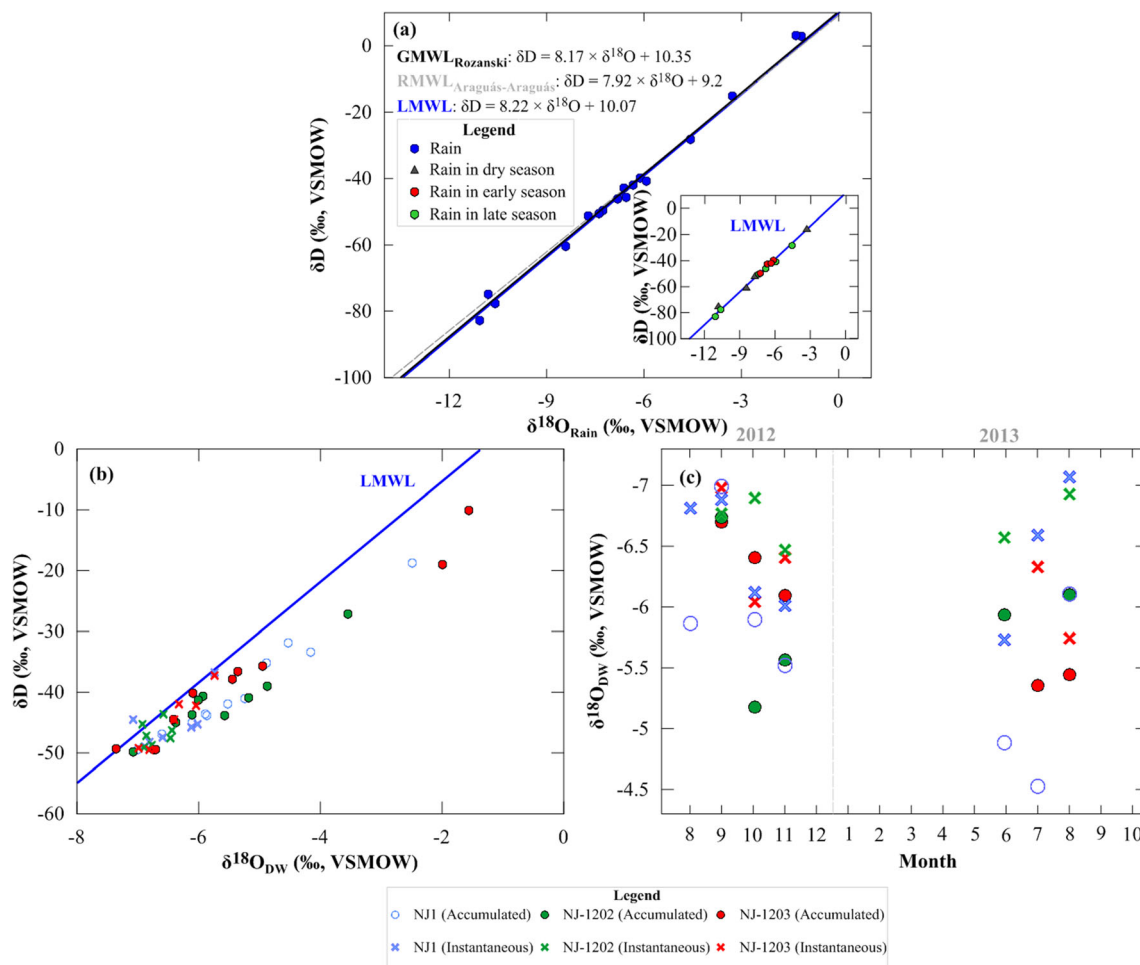 (a)
GMWLRozanski: δD = 8.17 × δ18O + 10.35
RMWLAraguás-Araguás: δD = 7.92 × δ18O + 9.2
LMWL: δD = 8.22 × δ18O + 10.07
Legend
Rain
Rain in dry season
Rain in early season
Rain in late season
δD (‰, VSMOW)
0
-20
-40
-60
-80
-100
-12
-9
-6
-3
0
δ18ORain (‰, VSMOW)
LMWL
δD (‰, VSMOW)
0
-20
-40
-60
-80
-100
-12
-9
-6
-3
0
(b)
LMWL
δD (‰, VSMOW)
0
-10
-20
-30
-40
-50
-60
-8
-6
-4
-2
0
δ18ODW (‰, VSMOW)
2012
2013
(c)
δ18ODW (‰, VSMOW)
-7
-6.5
-6
-5.5
-5
-4.5
8 9 10 11 12 1 2 3 4 5 6 7 8 9 10
Month
Legend
NJ1 (Accumulated)
NJ-1202 (Accumulated)
NJ-1203 (Accumulated)
NJ1 (Instantaneous)
NJ-1202 (Instantaneous)
NJ-1203 (Instantaneous)